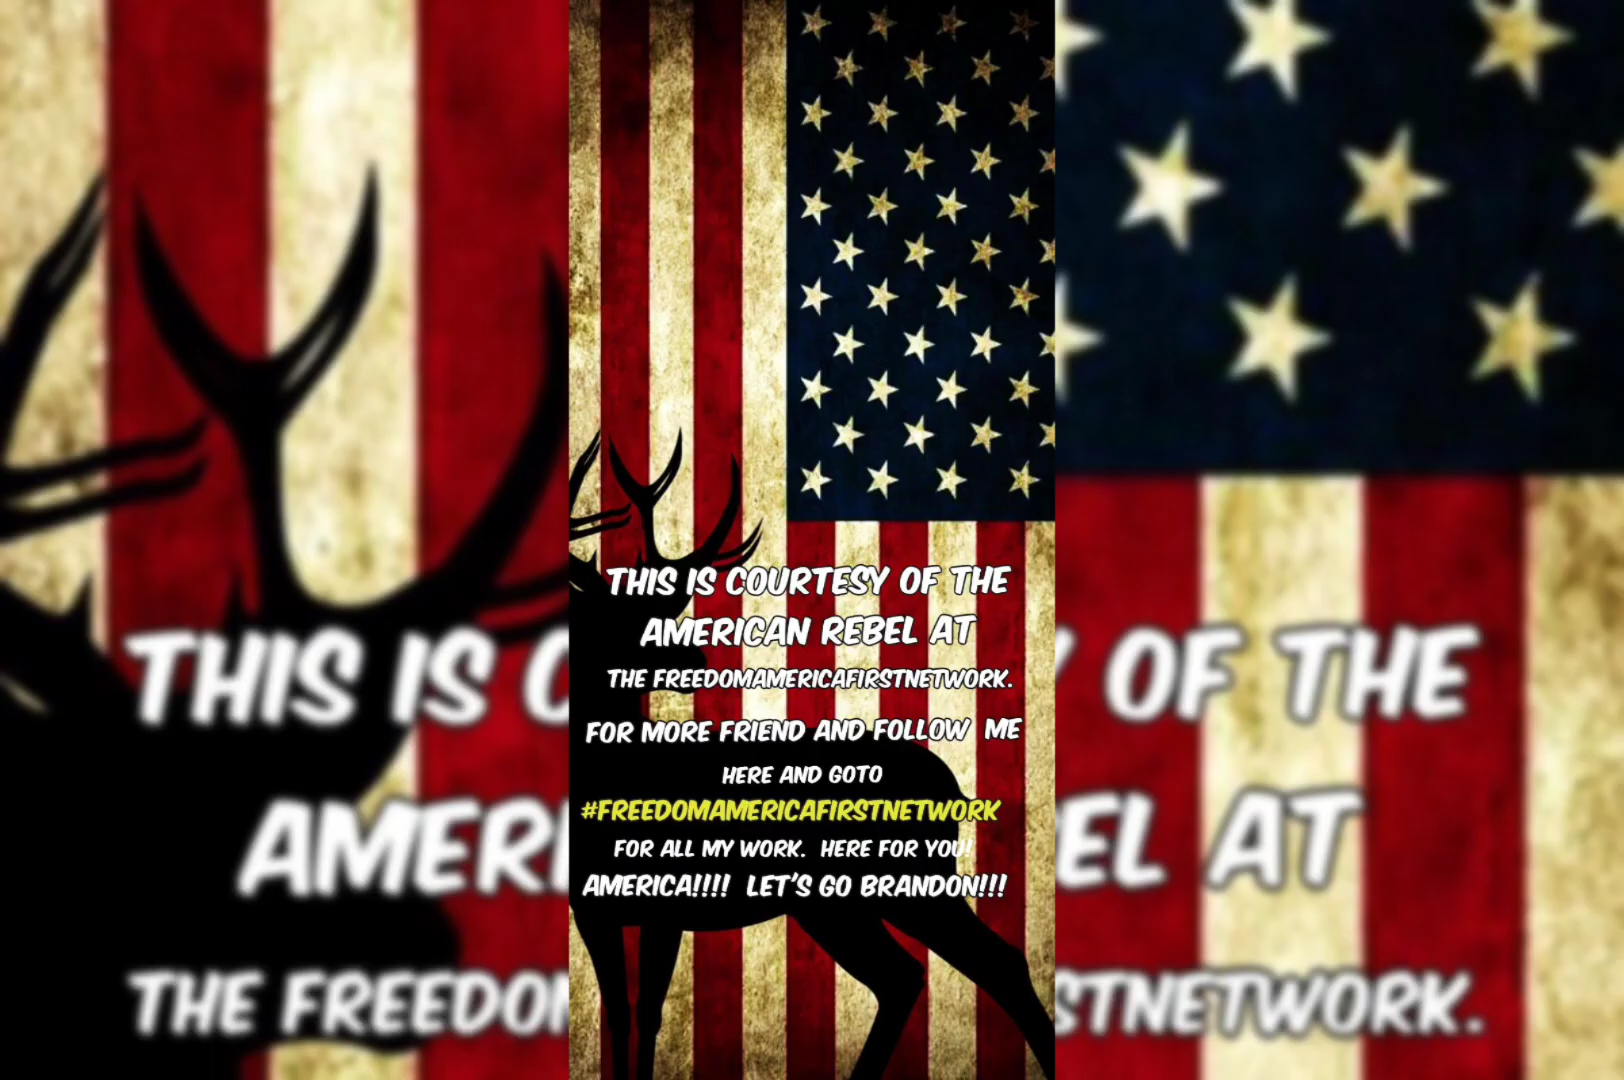 THIS IS COURTESY OF THE
AMERICAN REBEL AT
THE FREEDOMAMERICAFIRSTNETWORK.
FOR MORE FRIEND AND FOLLOW ME
HERE AND GOTO
#FREEDOMAMERICAFIRSTNETWORK
FOR ALL MY WORK. HERE FOR YOU!
AMERICA!!!! LET'S GO BRANDON!!!